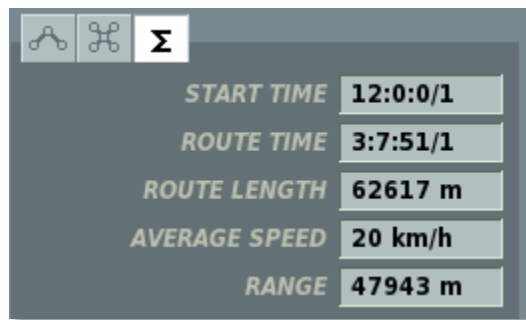 Σ
START TIME 12:0:0/1
ROUTE TIME 3:7:51/1
ROUTE LENGTH 62617 m
AVERAGE SPEED 20 km/h
RANGE 47943 m